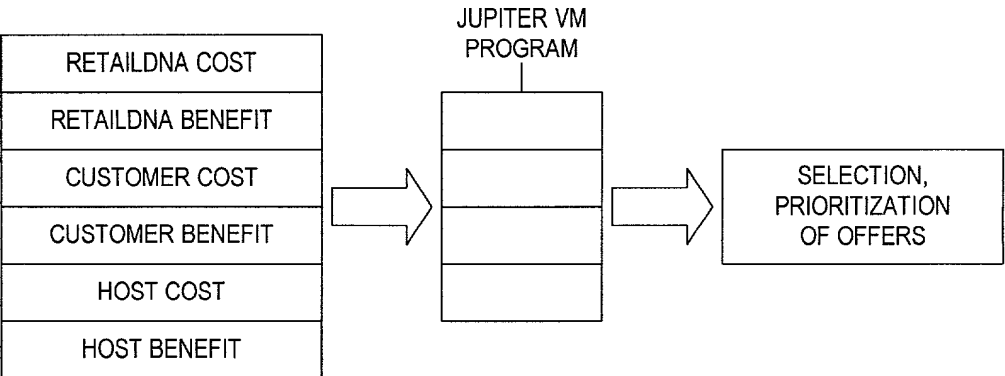 JUPITER VM
PROGRAM
RETAILDNA COST
RETAILDNA BENEFIT
CUSTOMER COST
CUSTOMER BENEFIT
HOST COST
HOST BENEFIT
SELECTION,
PRIORITIZATION
OF OFFERS